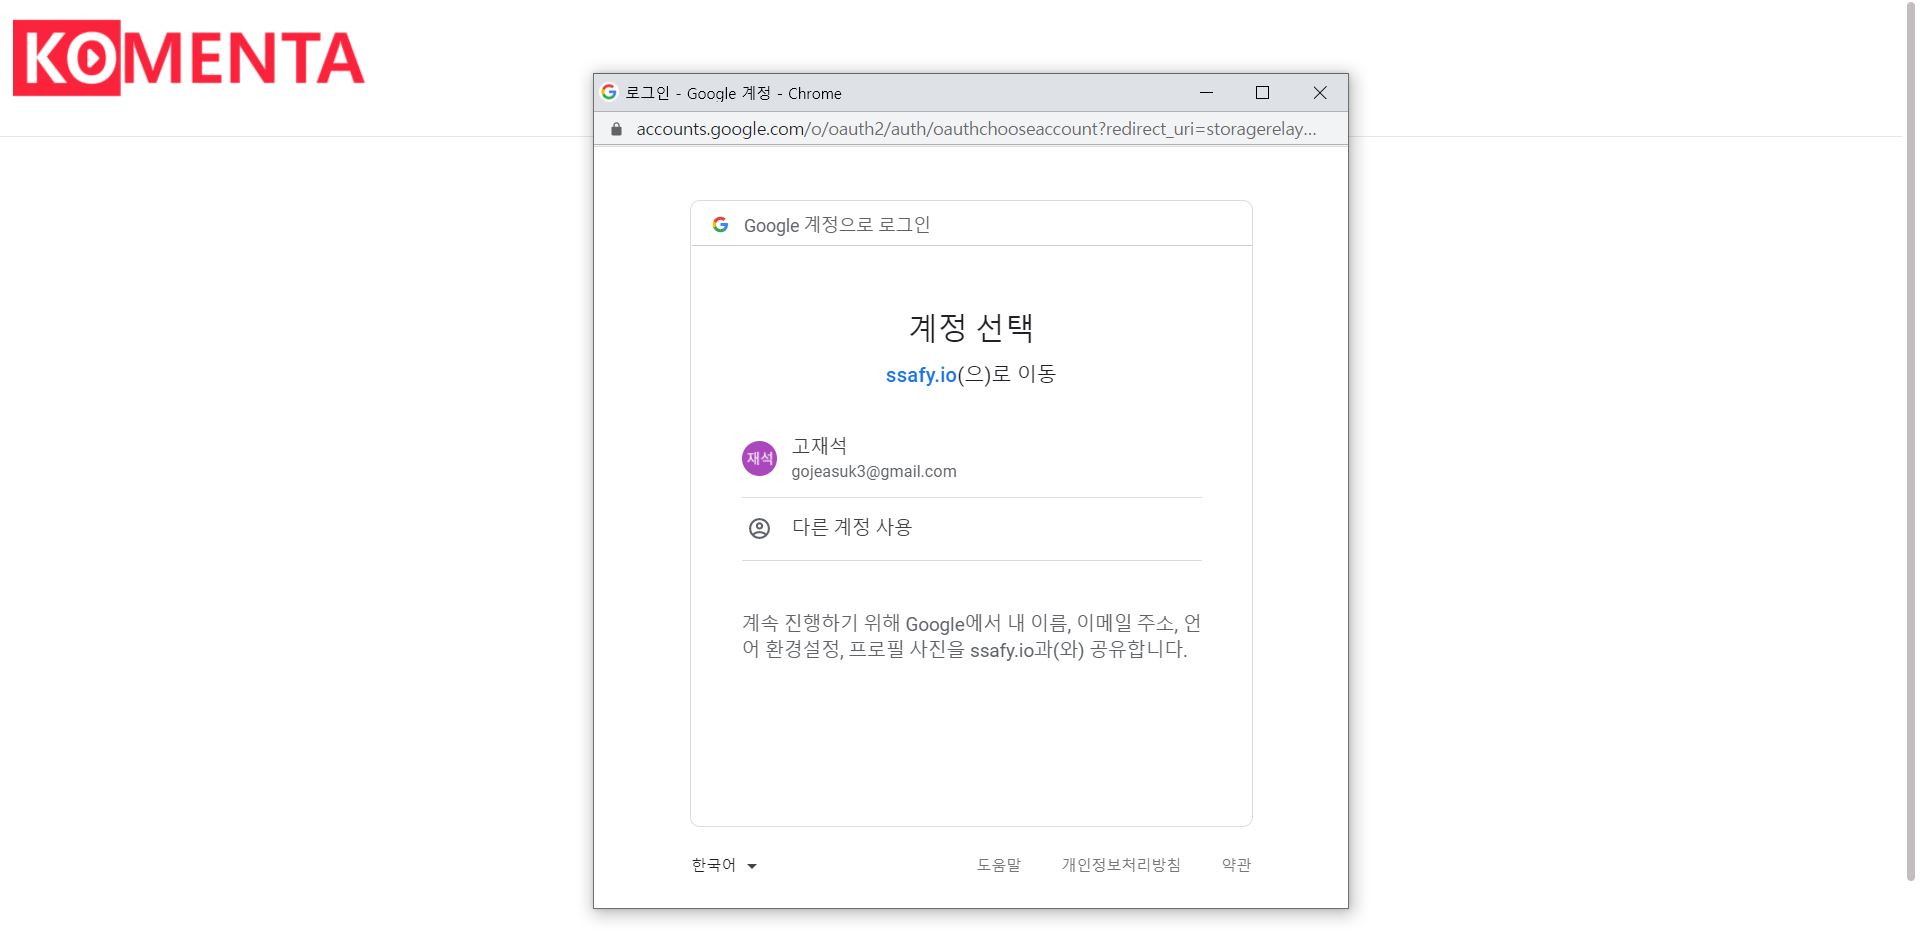 KOMENTA
로그인 - Google 계정 - Chrome
accounts.google.com/o/oauth2/auth/oauthchooseaccount?redirect_uri=storagerelay...
Google 계정으로 로그인
계정 선택
ssafy.io(으)로 이동
재석
고재석
gojeasuk3@gmail.com
다른 계정 사용
계속 진행하기 위해 Google에서 내 이름, 이메일 주소, 언
어 환경설정, 프로필 사진을 ssafy.io과(와) 공유합니다.
한국어 도움말 개인정보처리방침 약관